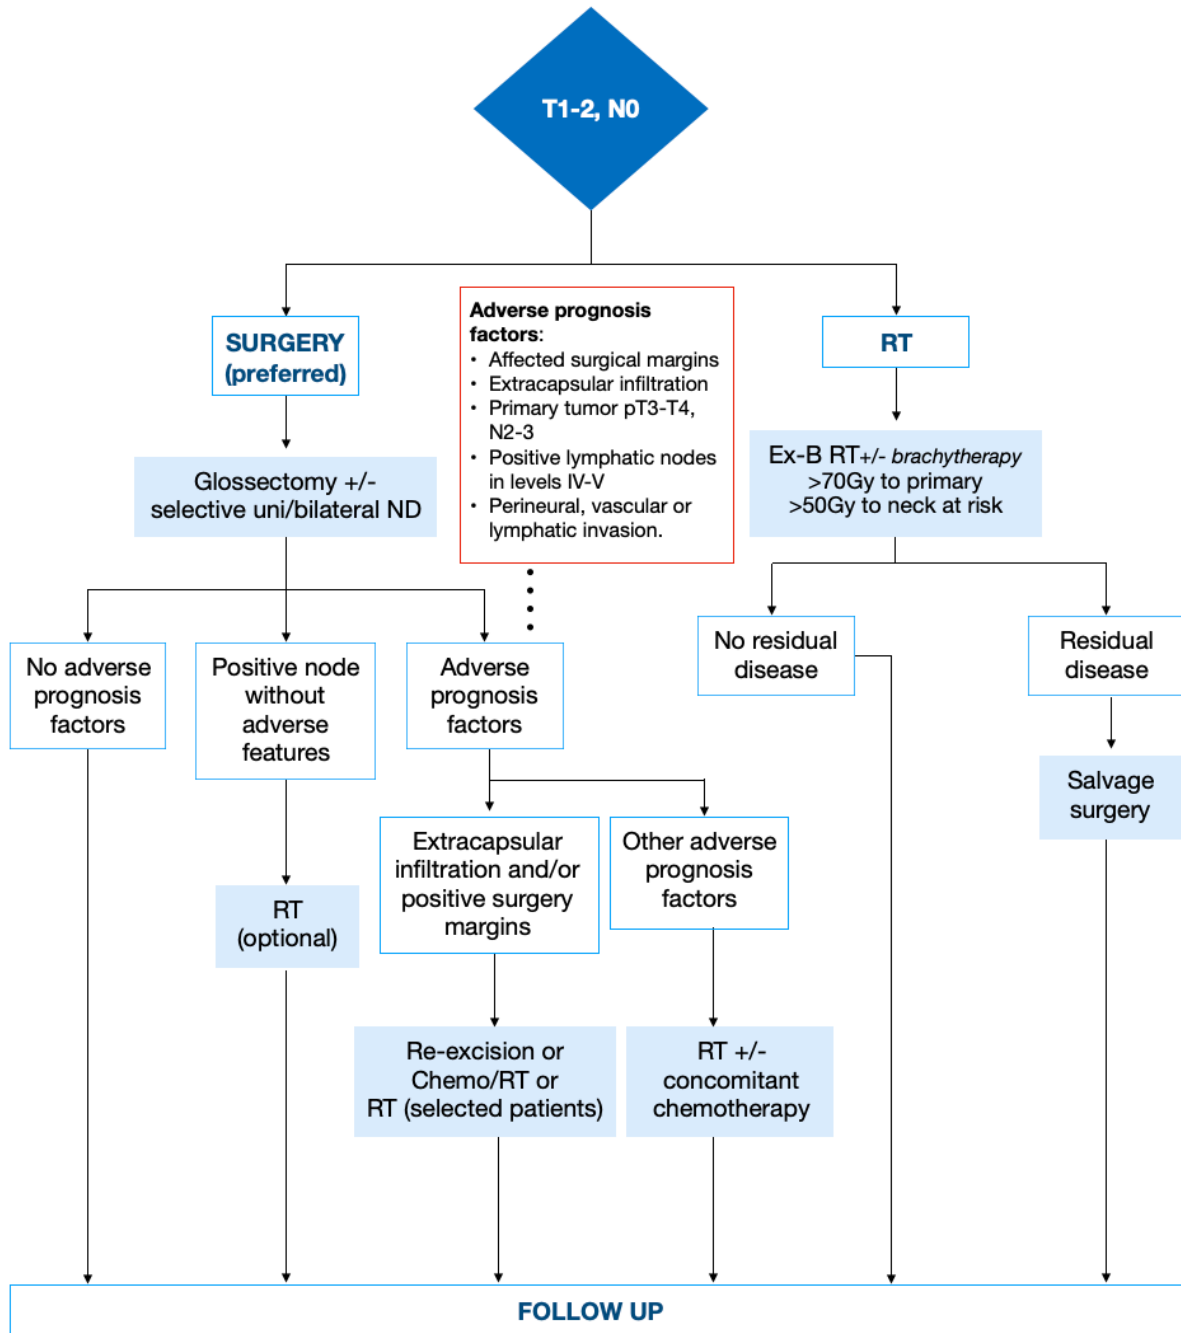 T1-2, N0
SURGERY
(preferred)
Adverse prognosis
factors:
• Affected surgical margins
• Extracapsular infiltration
• Primary tumor pT3-T4,
N2-3
• Positive lymphatic nodes
in levels IV-V
• Perineural, vascular or
lymphatic invasion.
RT
Glossectomy +/-
selective uni/bilateral ND
Ex-B RT+/- brachytherapy
>70Gy to primary
>50Gy to neck at risk
No adverse
prognosis
factors
Positive node
without
adverse
features
Adverse
prognosis
factors
No residual
disease
Residual
disease
Salvage
surgery
Extracapsular
infiltration and/or
positive surgery
margins
Other adverse
prognosis
factors
RT
(optional)
Re-excision or
Chemo/RT or
RT (selected patients)
RT +/-
concomitant
chemotherapy
FOLLOW UP